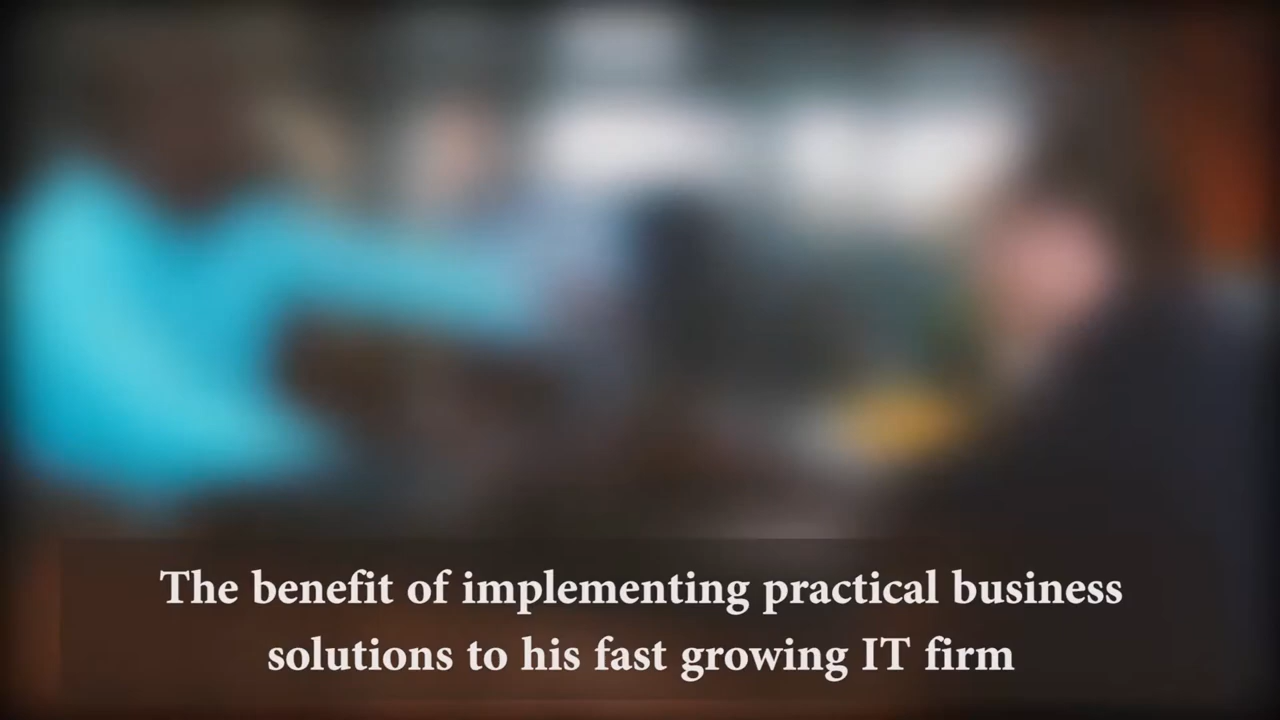 The benefit of implementing practical business
solutions to his fast growing IT firm